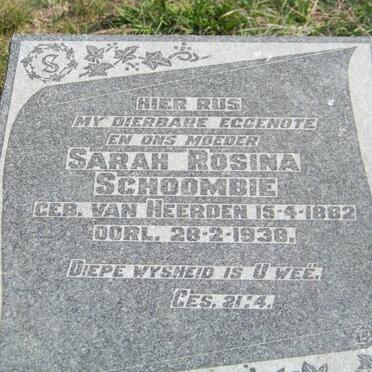 S
HIER RUS
MY DIERBARE EGGENOTE
EN ONS MOEDER
SARAH ROSINA
SCHOOMBIE
GEB. VAN HEERDEN 15-4-1882
OORL. 28-2-1938.
DIEPE WYSHEID IS U WEË.
GES. 21:4.